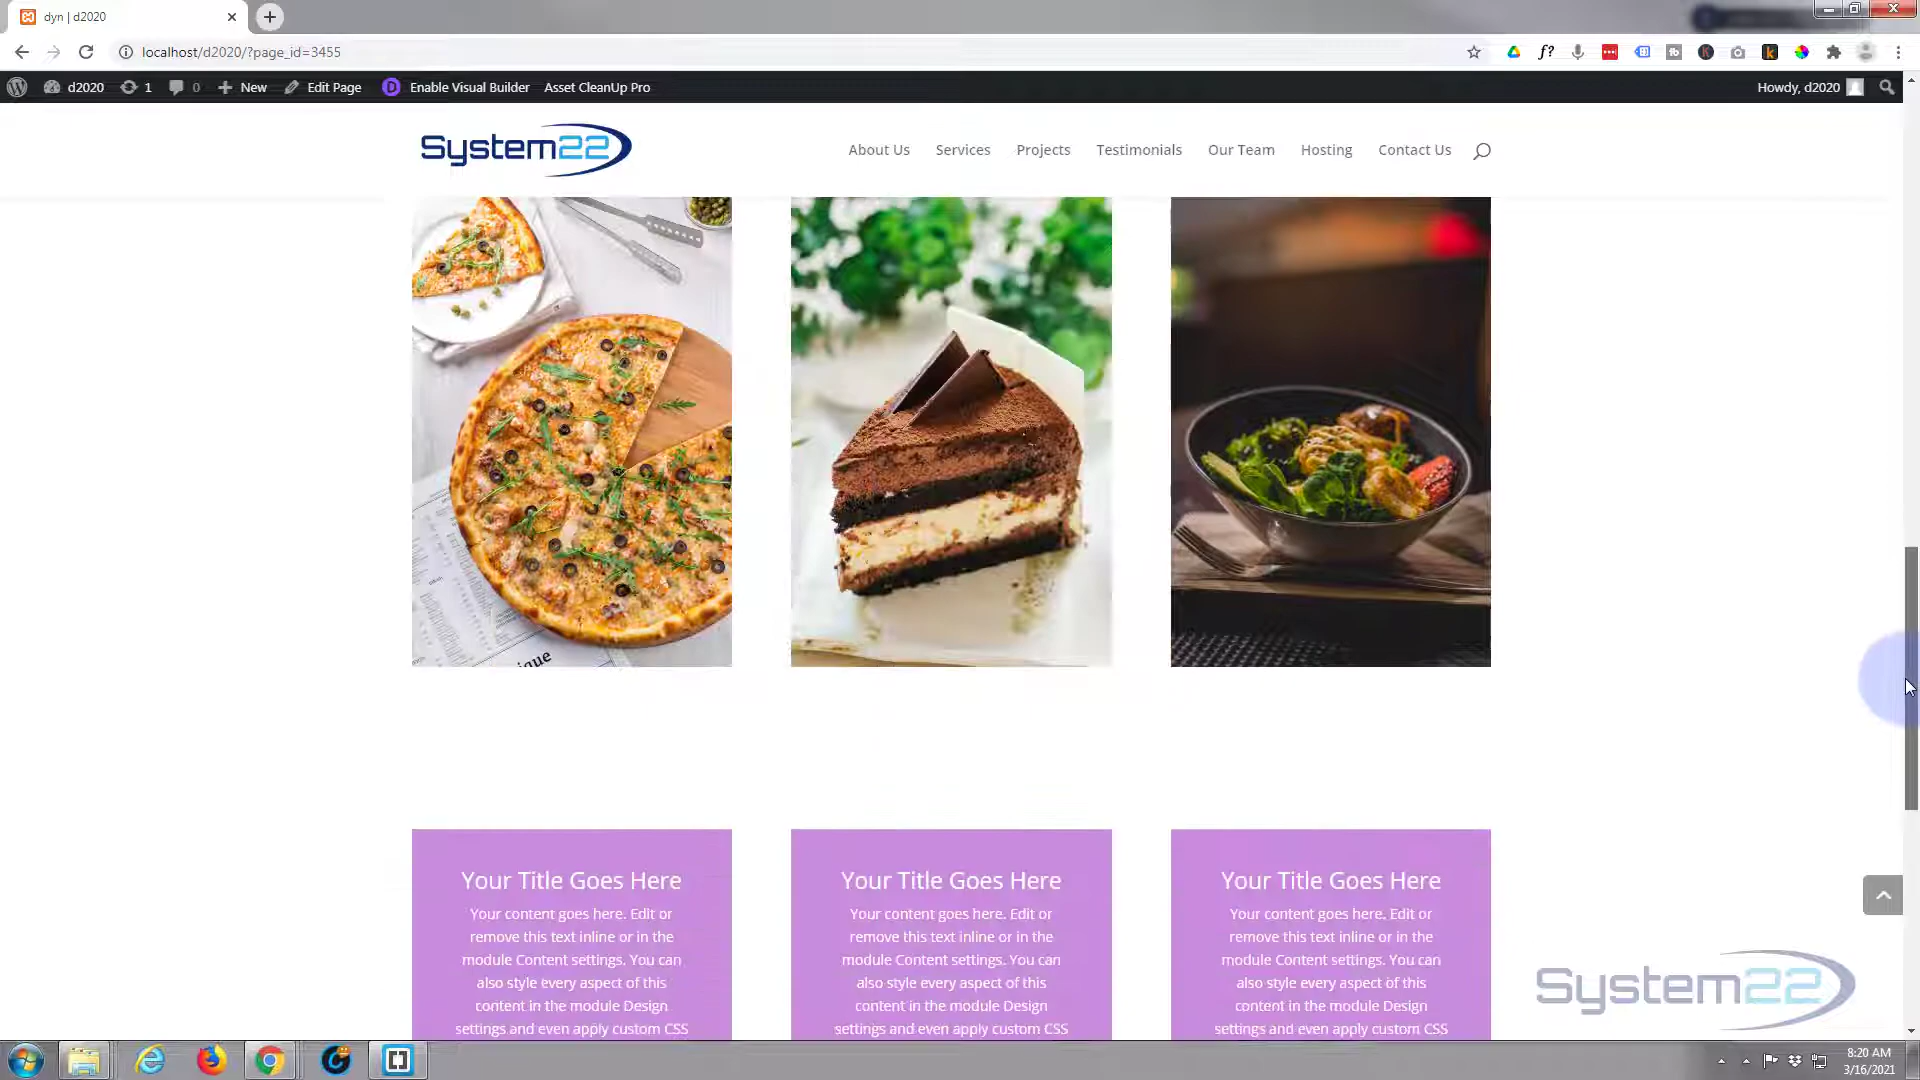 dyn | d2020
localhost/d2020/?page_id=3455
d2020 1 0 New Edit Page Enable Visual Builder Asset CleanUp Pro Howdy, d2020
System22
About Us Services Projects Testimonials Our Team Hosting Contact Us
ique
Your Title Goes Here
Your content goes here. Edit or
remove this text inline or in the
module Content settings. You can
also style every aspect of this
content in the module Design
settings and even apply custom CSS
Your Title Goes Here
Your content goes here. Edit or
remove this text inline or in the
module Content settings. You can
also style every aspect of this
content in the module Design
settings and even apply custom CSS
Your Title Goes Here
Your content goes here. Edit or
remove this text inline or in the
module Content settings. You can
also style every aspect of this
content in the module Design
settings and even apply custom CSS
System22
8:20 AM
3/16/2021